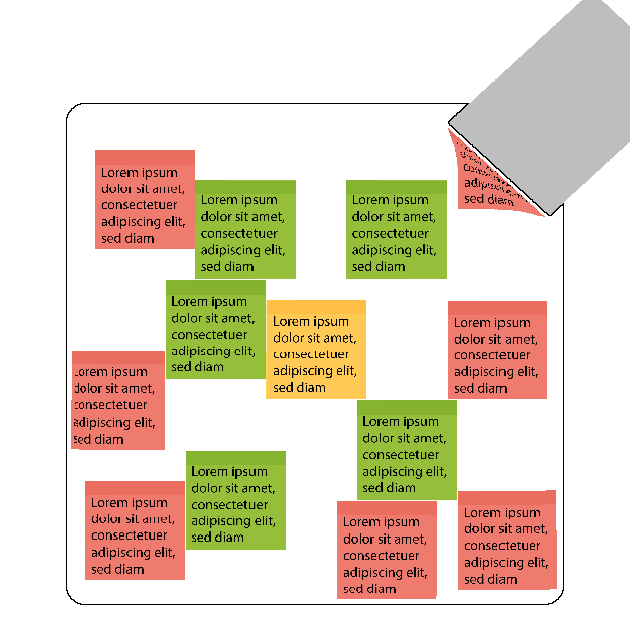 Lorem ipsum
dolor sit amet,
consectetuer
adipiscing elit,
sed diam
Lorem ipsum
dolor sit amet,
consectetuer
adipiscing elit,
sed diam
Lorem ipsum
dolor sit amet,
consectetuer
adipiscing elit,
sed diam
adipiscing
sed diam
Lorem ipsum
dolor sit amet,
consectetuer
adipiscing elit,
sed diam
Lorem ipsum
dolor sit amet,
consectetuer
adipiscing elit,
sed diam
Lorem ipsum
dolor sit amet,
consectetuer
adipiscing elit,
sed diam
Lorem ipsum
dolor sit amet,
consectetuer
adipiscing elit,
sed diam
Lorem ipsum
dolor sit amet,
consectetuer
adipiscing elit,
sed diam
Lorem ipsum
dolor sit amet,
consectetuer
adipiscing elit,
sed diam
Lorem ipsum
dolor sit amet,
consectetuer
adipiscing elit,
sed diam
Lorem ipsum
dolor sit amet,
consectetuer
adipiscing elit,
sed diam
Lorem ipsum
dolor sit amet,
consectetuer
adipiscing elit,
sed diam